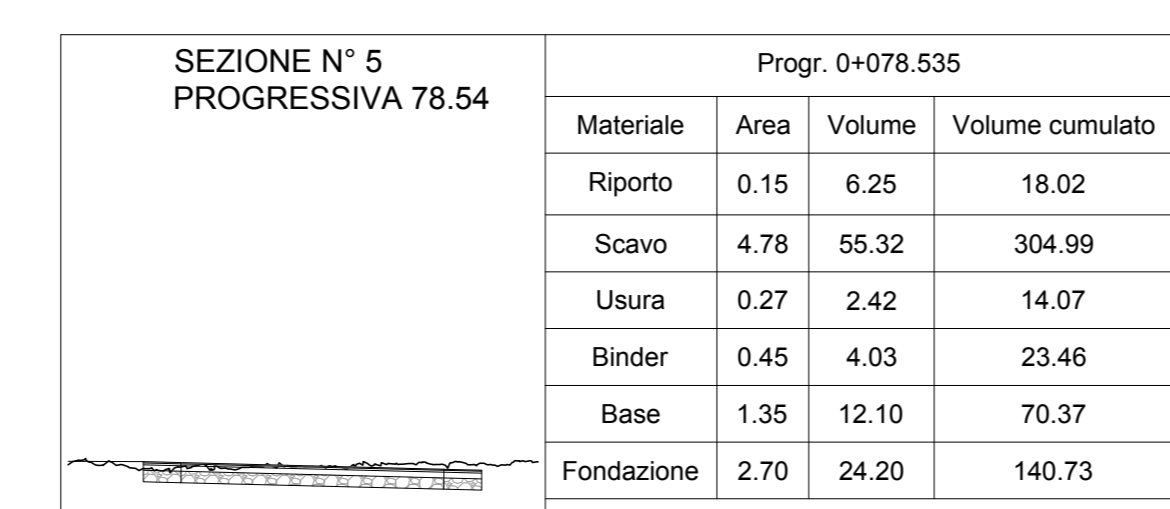 SEZIONE N° 5
PROGRESSIVA 78.54
Progr. 0+078.535
Materiale Area Volume Volume cumulato
Riporto 0.15 6.25 18.02
Scavo 4.78 55.32 304.99
Usura 0.27 2.42 14.07
Binder 0.45 4.03 23.46
Base 1.35 12.10 70.37
Fondazione 2.70 24.20 140.73